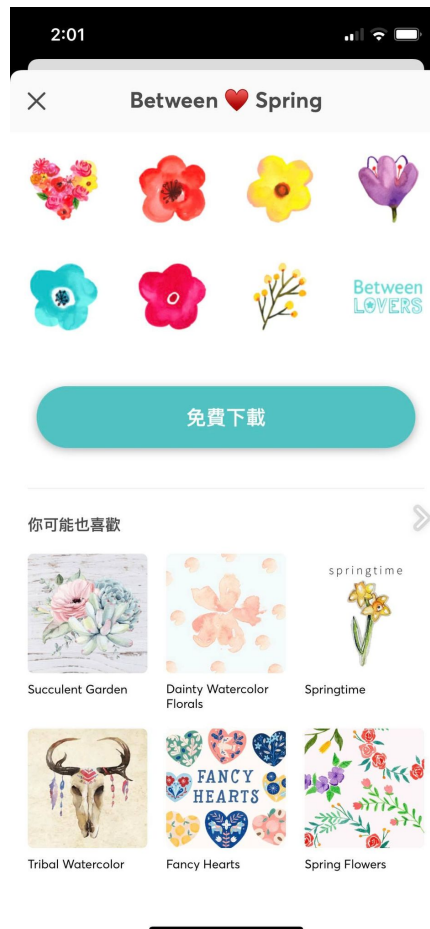 2:01
Between ❤️ Spring
Between
LOVERS
免費下載
你可能也喜歡
springtime
Succulent Garden
Dainty Watercolor
Florals
Springtime
FANCY
HEARTS
Tribal Watercolor
Fancy Hearts
Spring Flowers